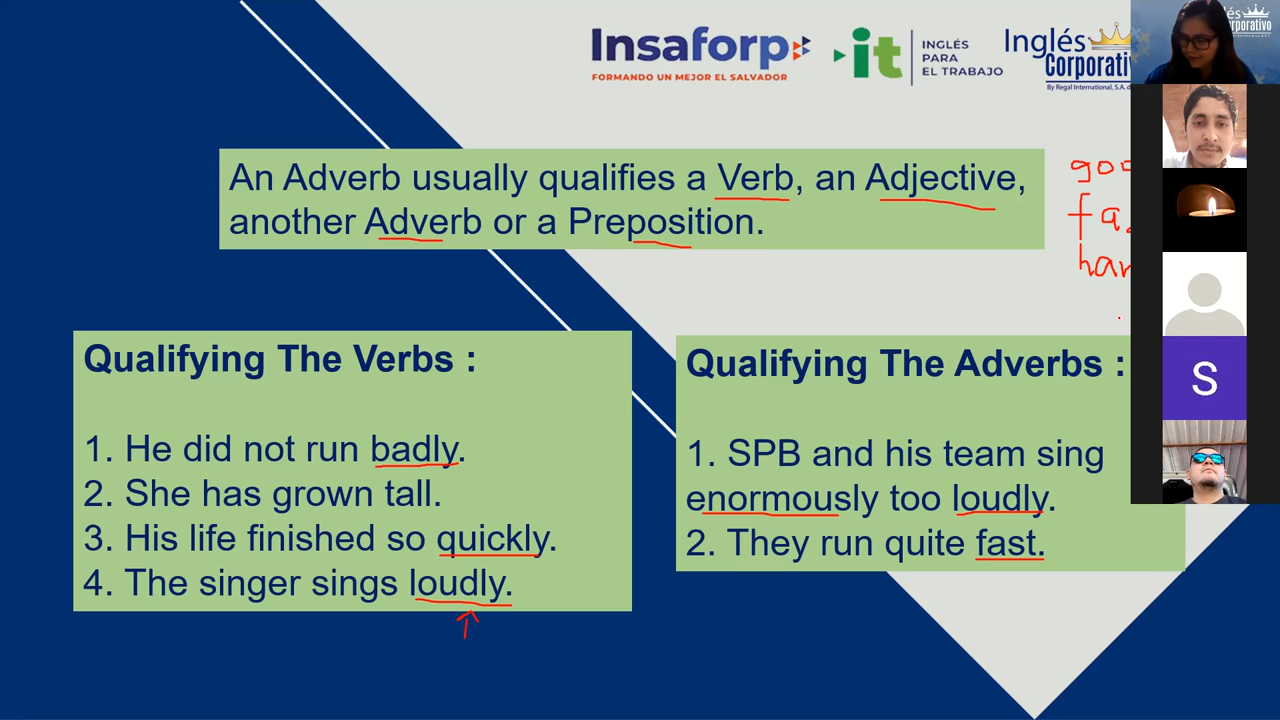 Insaforp
FORMANDO UN MEJOR EL SALVADOR
it
INGLÉS
PARA
EL TRABAJO
Inglés
By Regal International, S.A.
An Adverb usually qualifies a Verb, an Adjective,
another Adverb or a Preposition.
Qualifying The Verbs :
1. He did not run badly.
2. She has grown tall.
3. His life finished so quickly.
4. The singer sings loudly.
Qualifying The Adverbs :
1. SPB and his team sing
enormously too loudly.
2. They run quite fast.
S